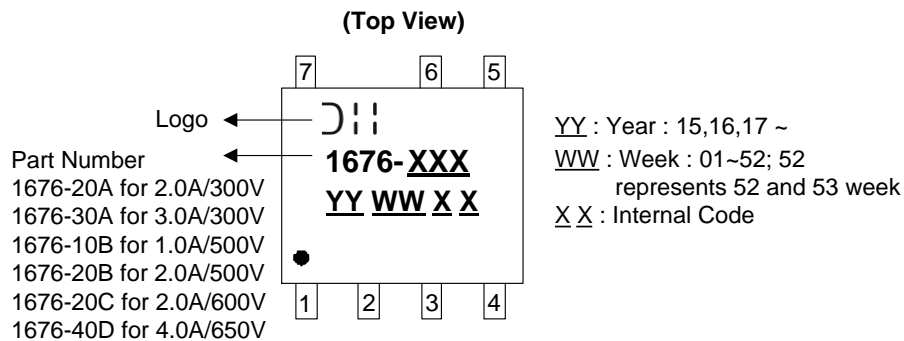 (Top View)
7 6 5
Logo
1676-XXX
YY WW X X
1 2 3 4
Part Number
1676-20A for 2.0A/300V
1676-30A for 3.0A/300V
1676-10B for 1.0A/500V
1676-20B for 2.0A/500V
1676-20C for 2.0A/600V
1676-40D for 4.0A/650V
YY : Year : 15,16,17 ~
WW : Week : 01~52; 52
represents 52 and 53 week
X X : Internal Code